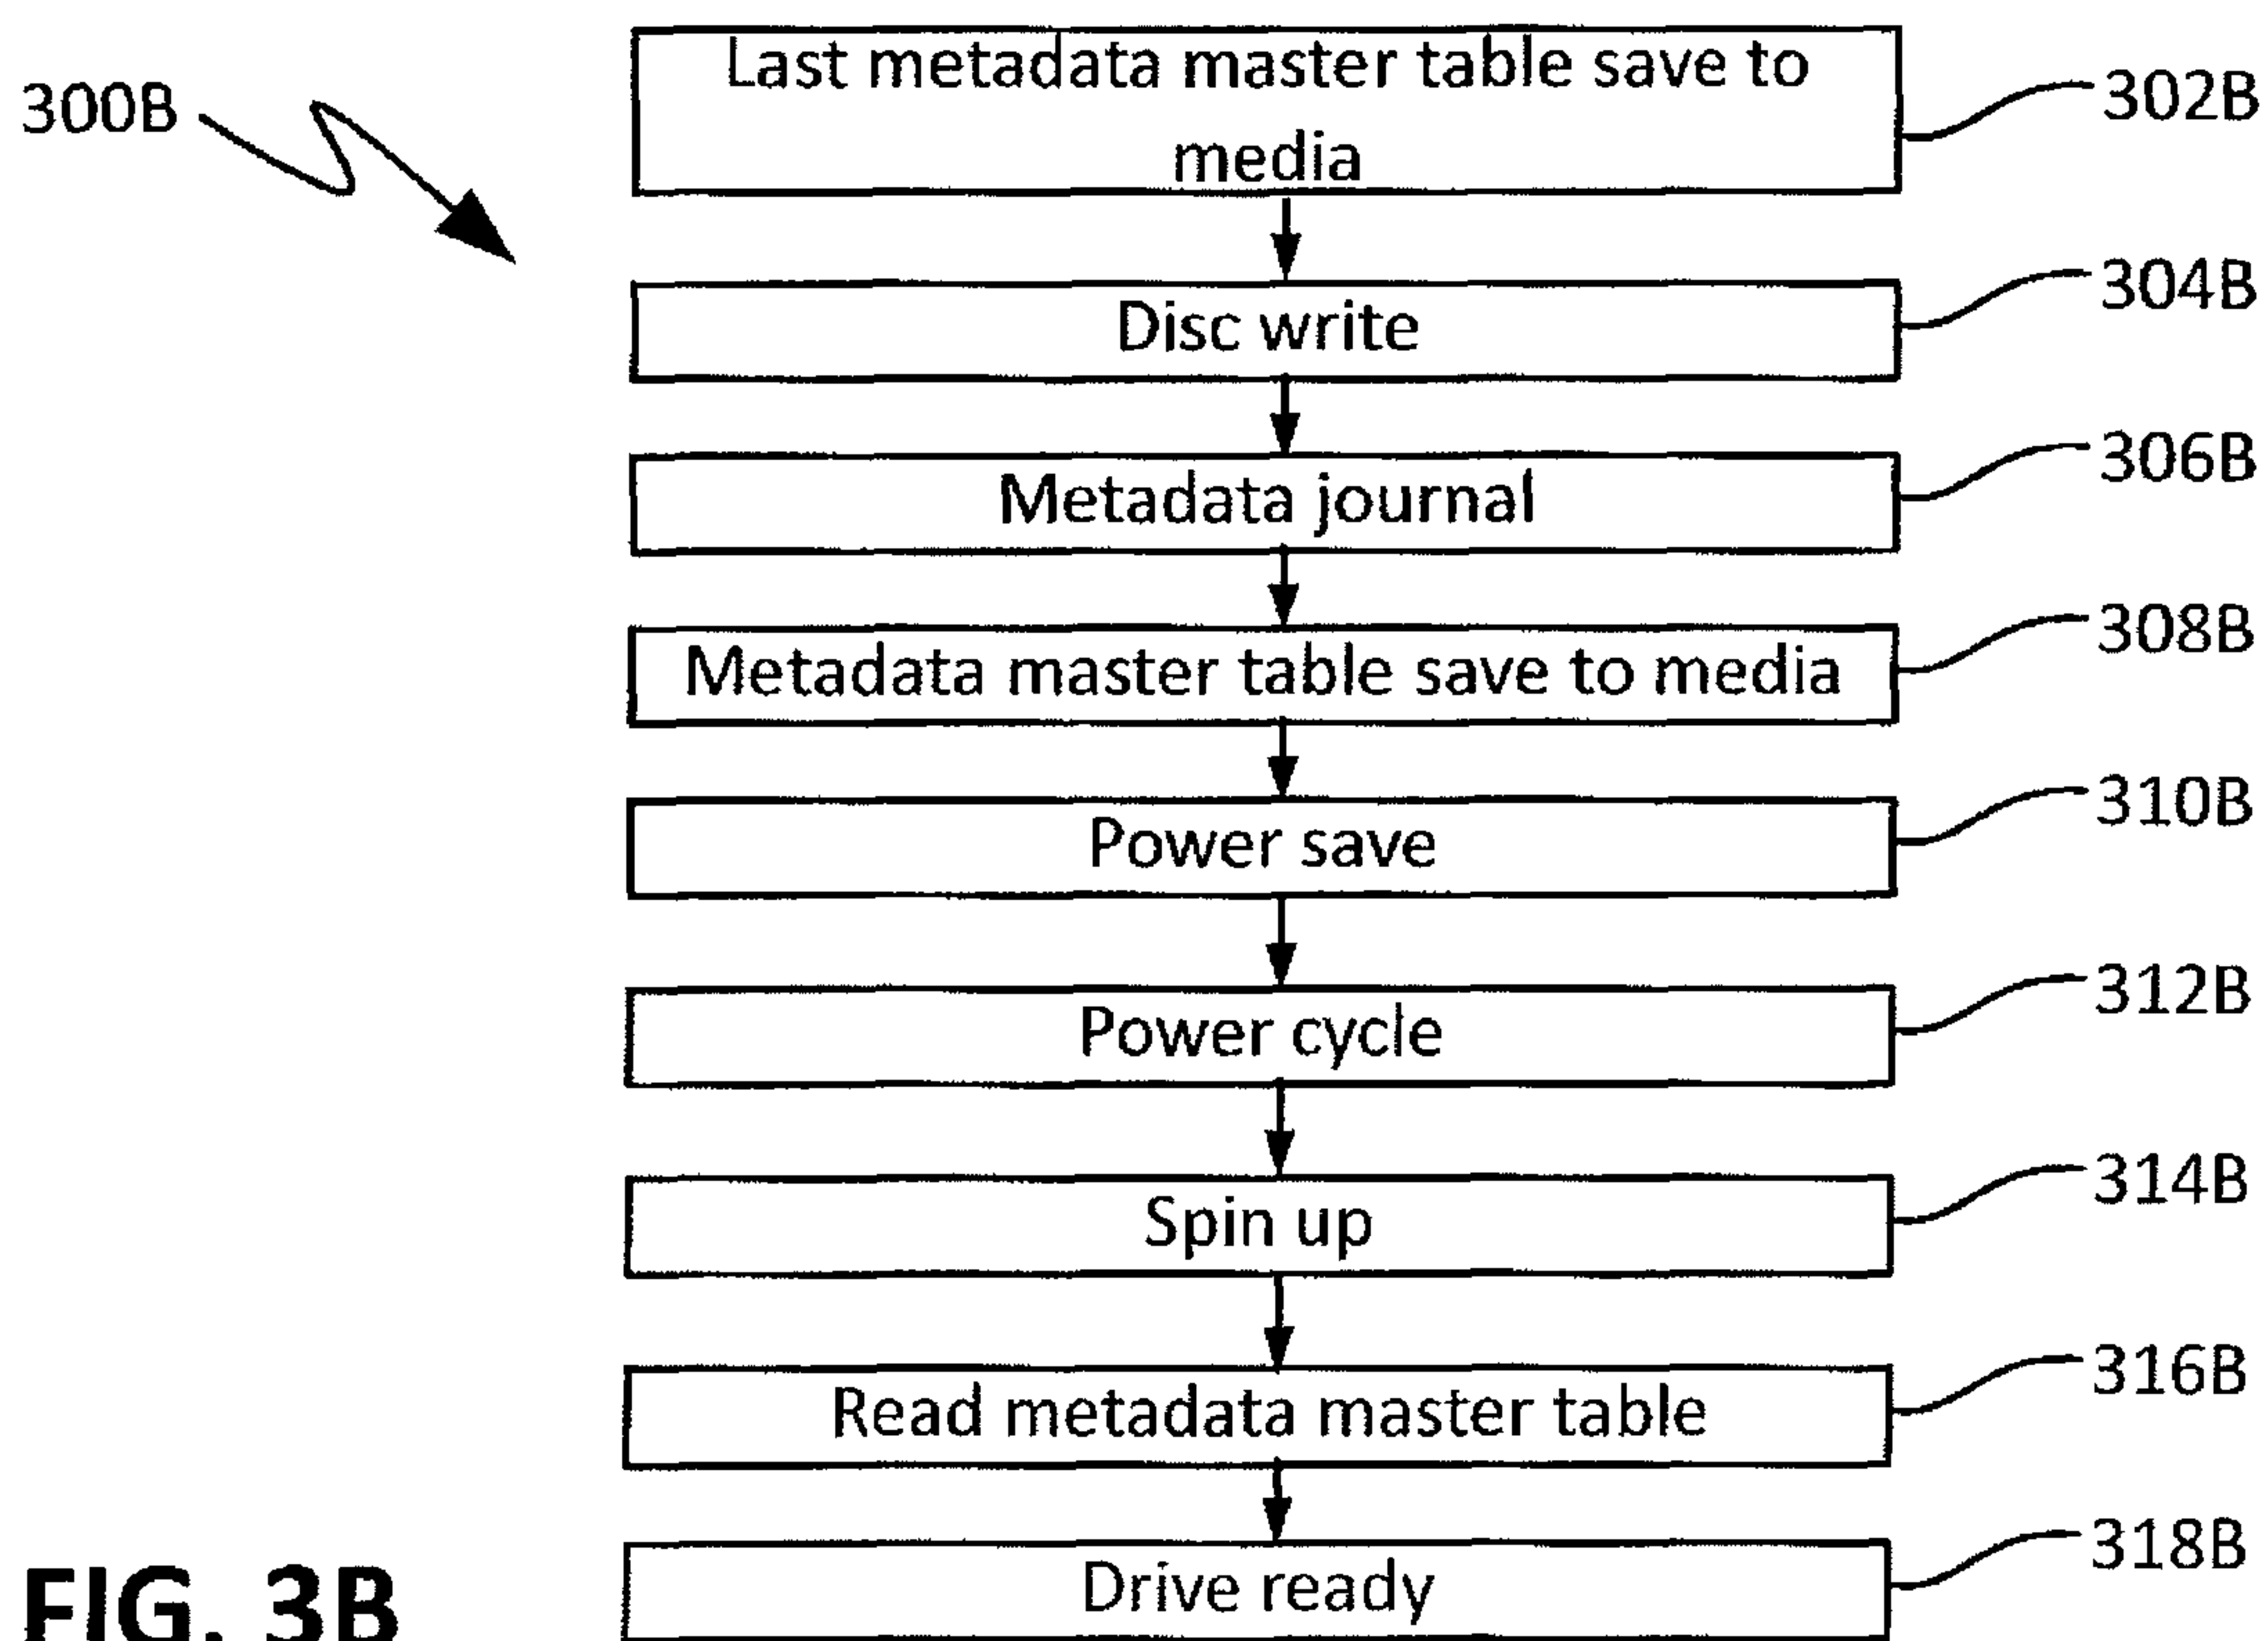 300B
Last metadata master table save to
media
302B
Disc write
304B
Metadata journal
306B
Metadata master table save to media
308B
Power save
310B
Power cycle
312B
Spin up
314B
Read metadata master table
316B
Drive ready
318B
FIG. 3B